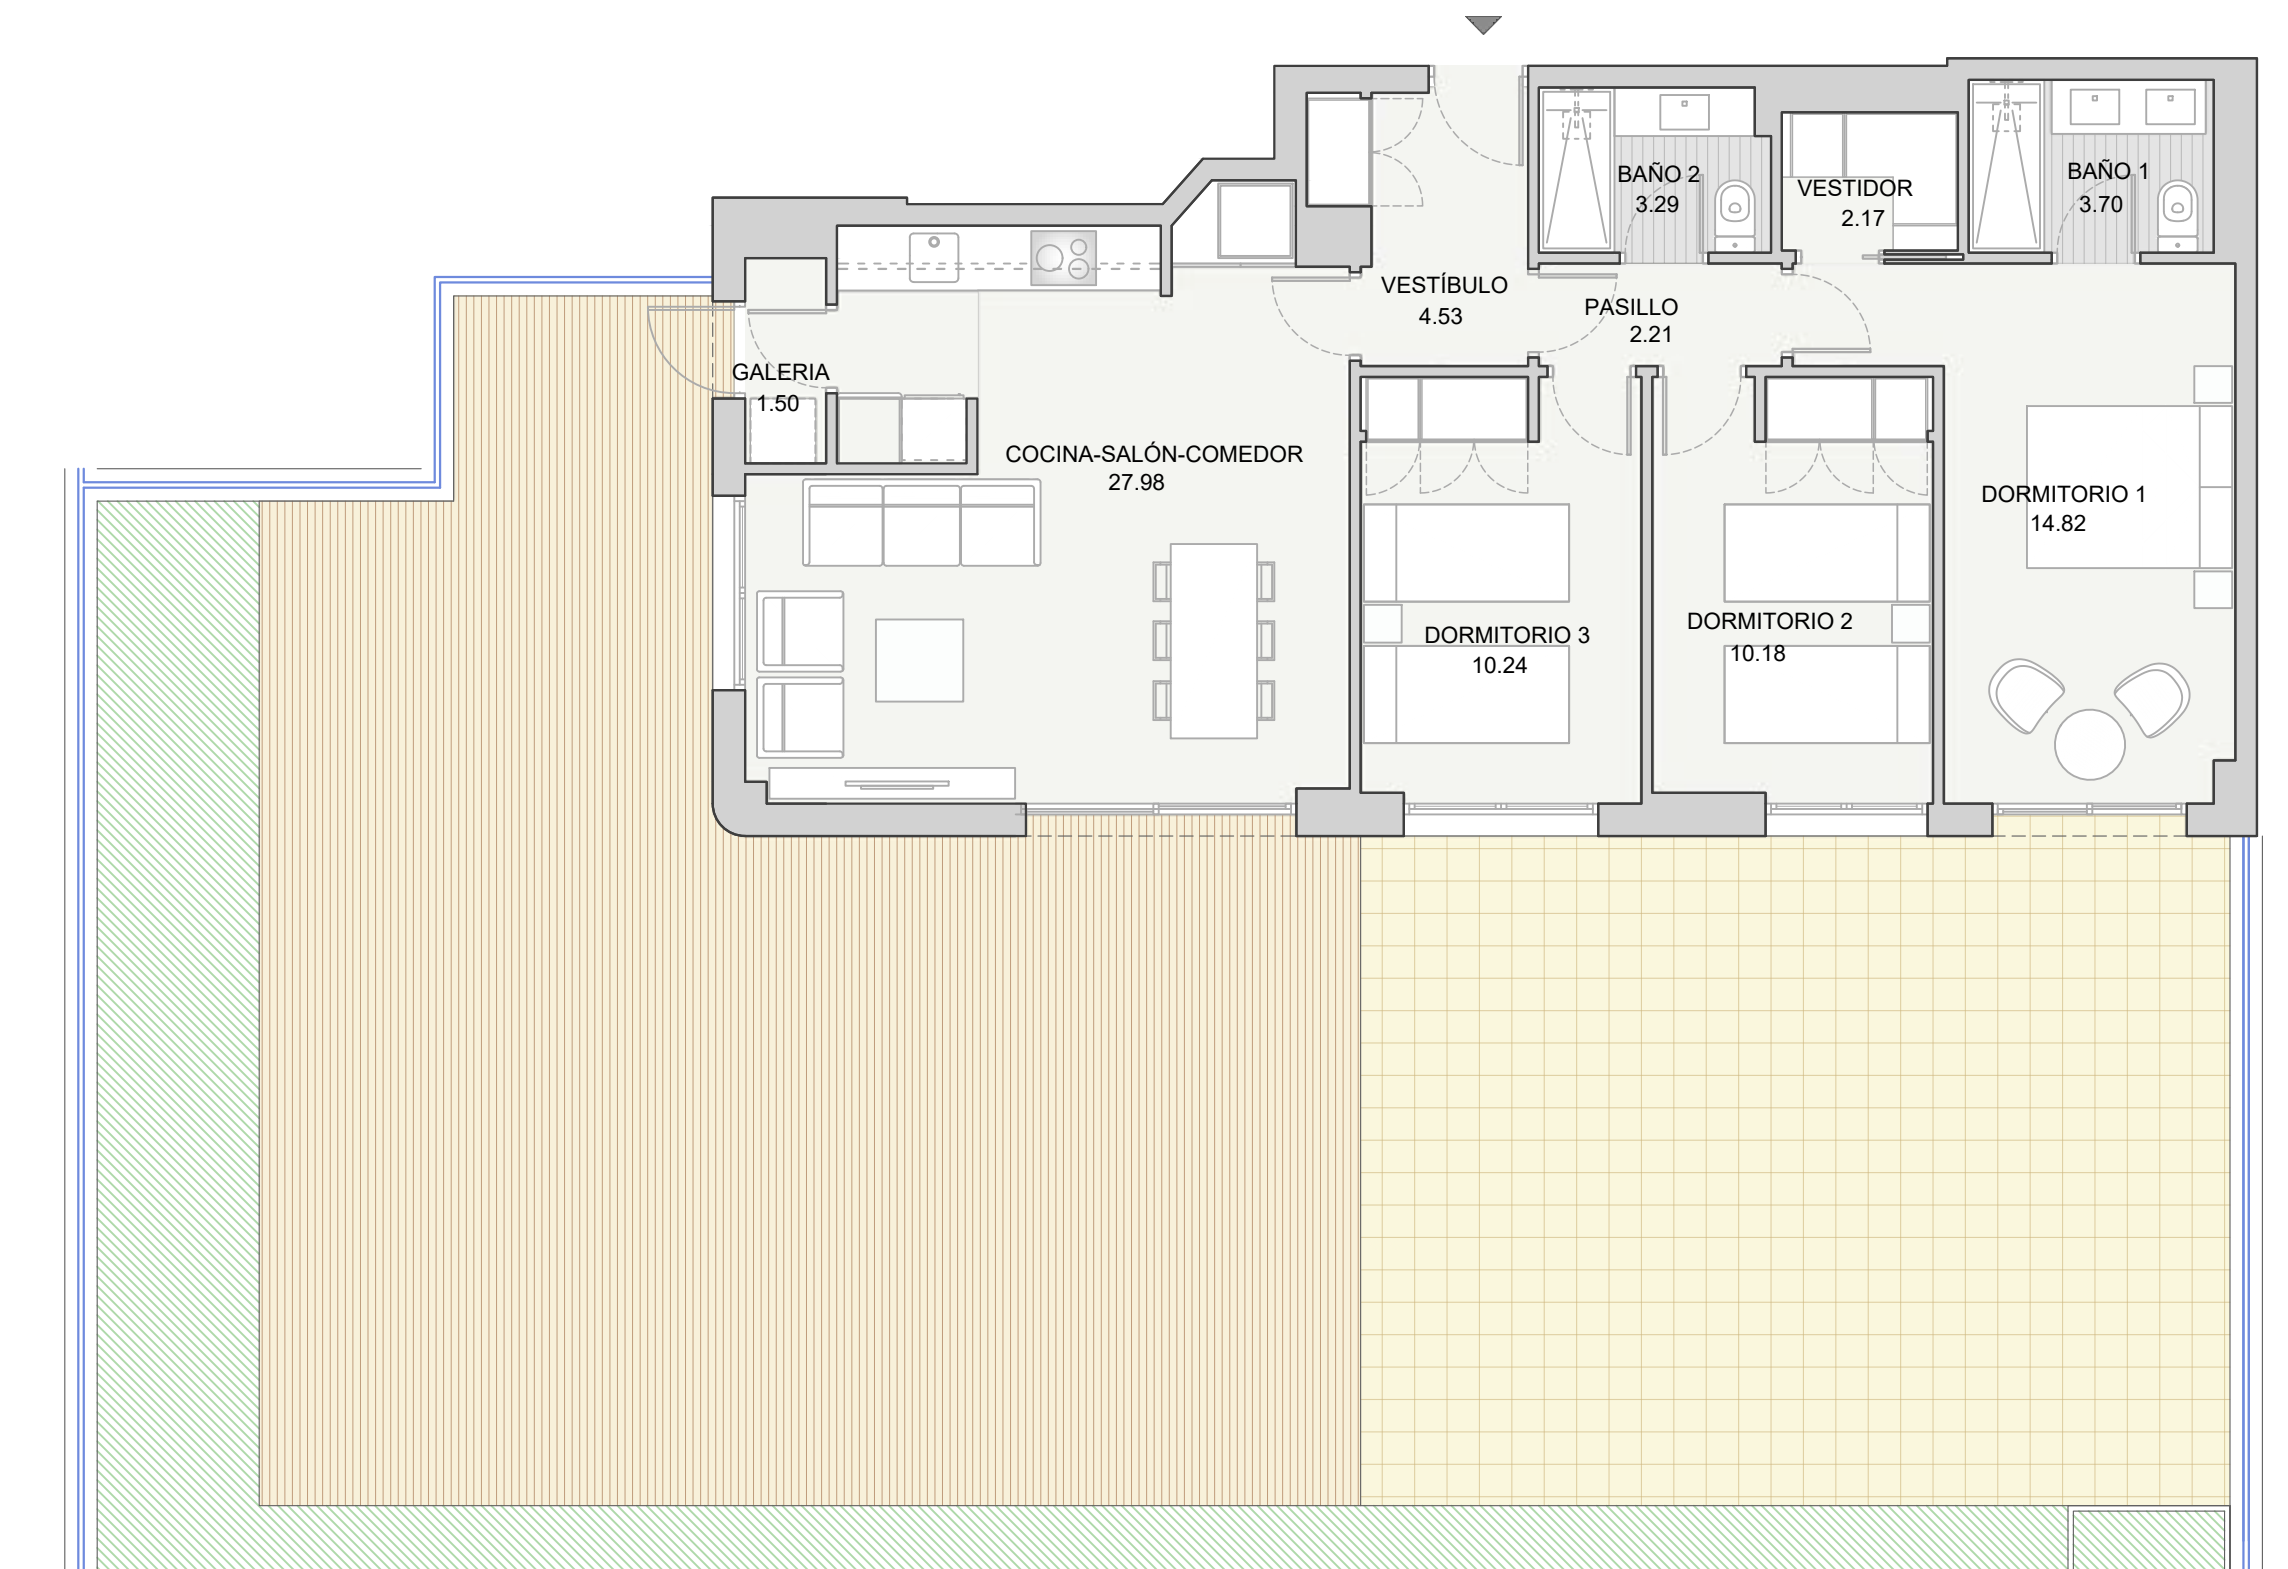 BAÑO 2
3.29
VESTIDOR
2.17
BAÑO 1
3.70
VESTÍBULO
4.53
PASILLO
2.21
GALERIA
1.50
COCINA-SALÓN-COMEDOR
27.98
DORMITORIO 1
14.82
DORMITORIO 3
10.24
DORMITORIO 2
10.18